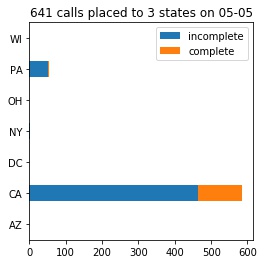 641 calls placed to 3 states on 05-05
incomplete
complete
WI
PA
OH
NY
DC
CA
AZ
0 100 200 300 400 500 600